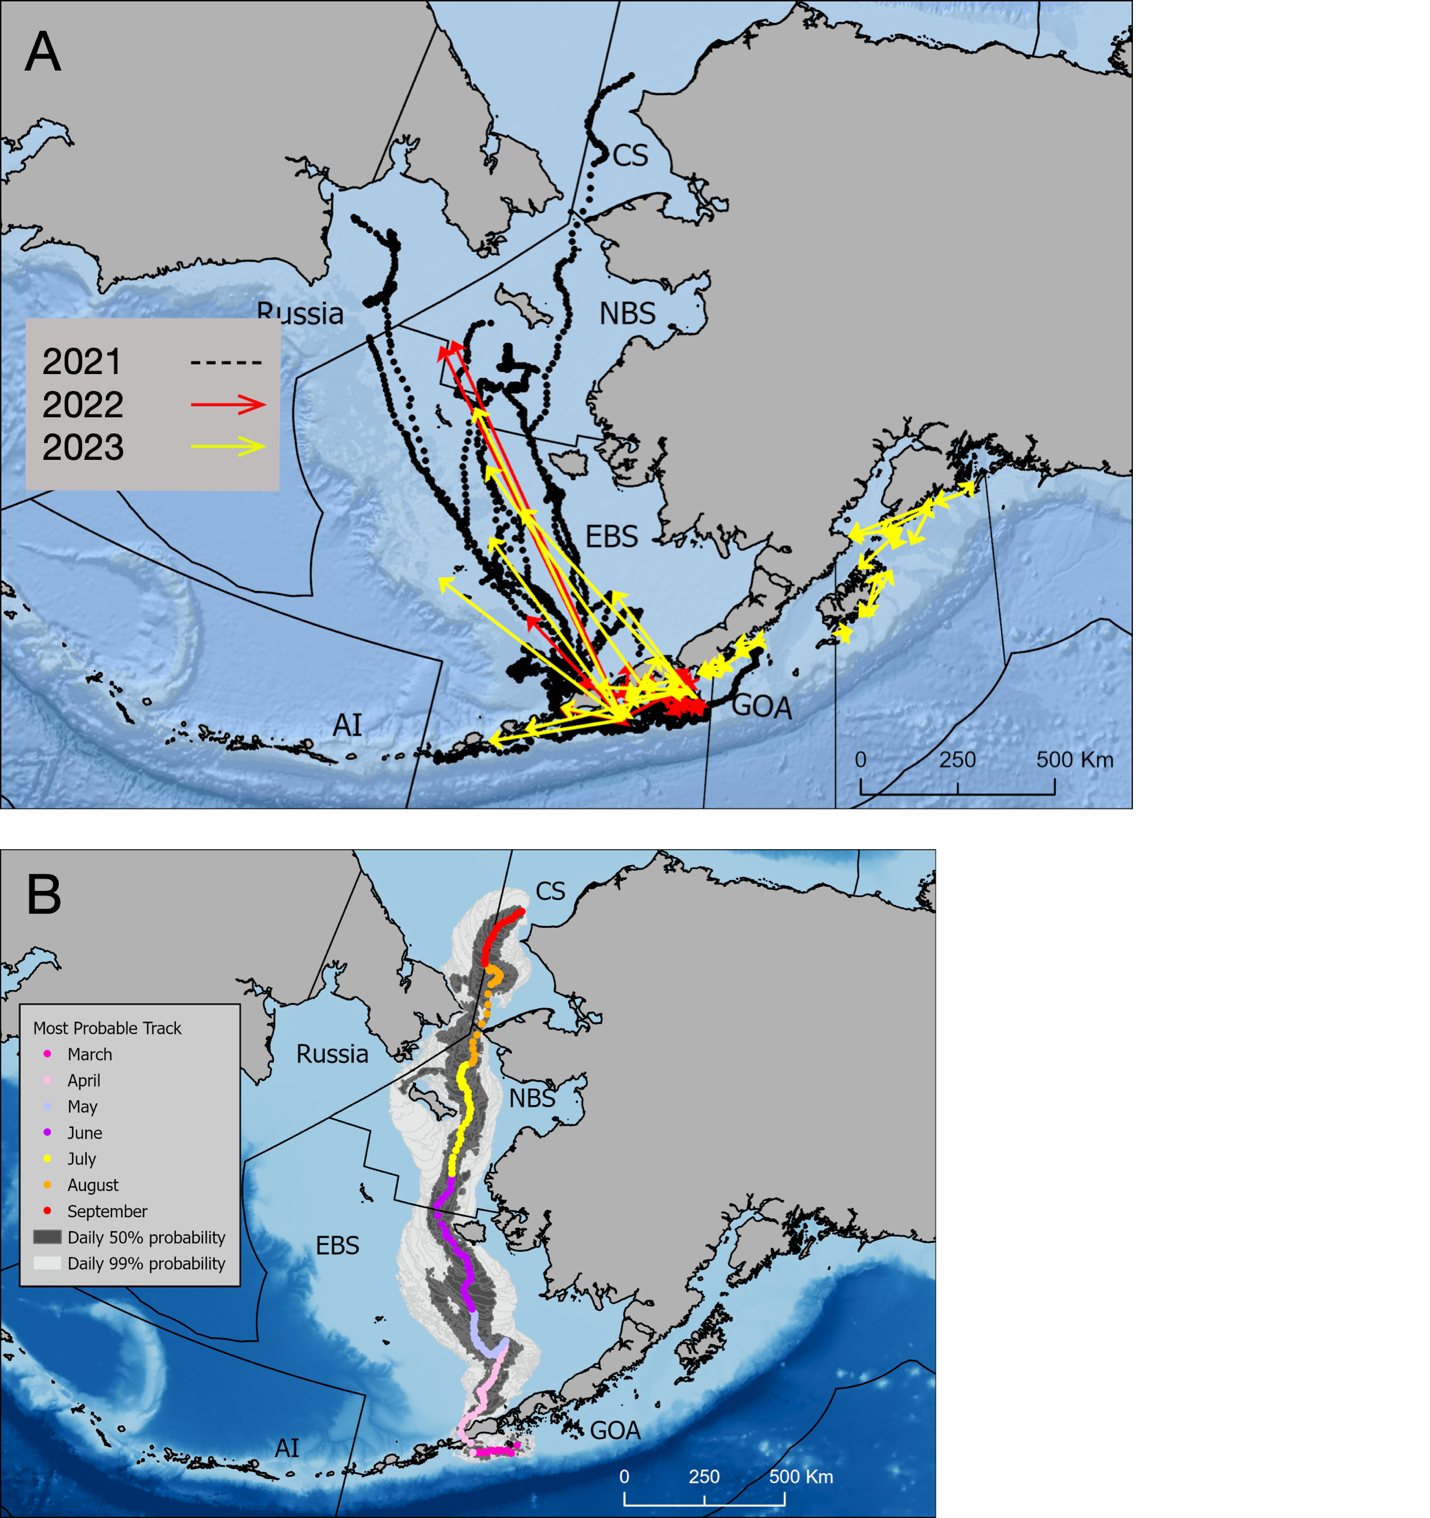 A
CS
Russia
NBS
2021
2022
2023
EBS
GOA
AI
0 250 500 Km
B
CS
Most Probable Track
March
April
May
June
July
August
September
Daily 50% probability
Daily 99% probability
Russia
NBS
EBS
GOA
AI
0 250 500 Km